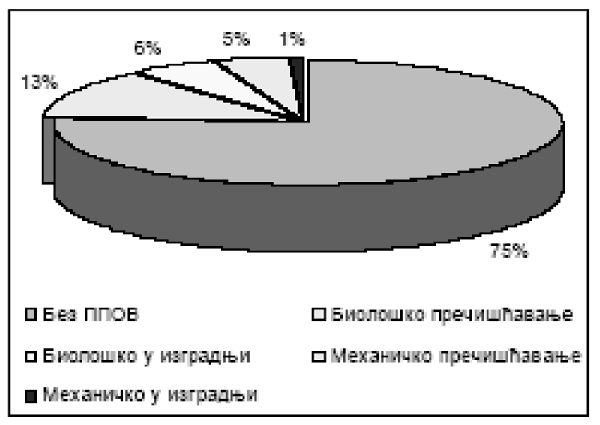 1%
5%
6%
13%
75%
Без ППОВ
Биолошко пречишћавање
Биолошко у изградњи
Механичко пречишћавање
Механичко у изградњи